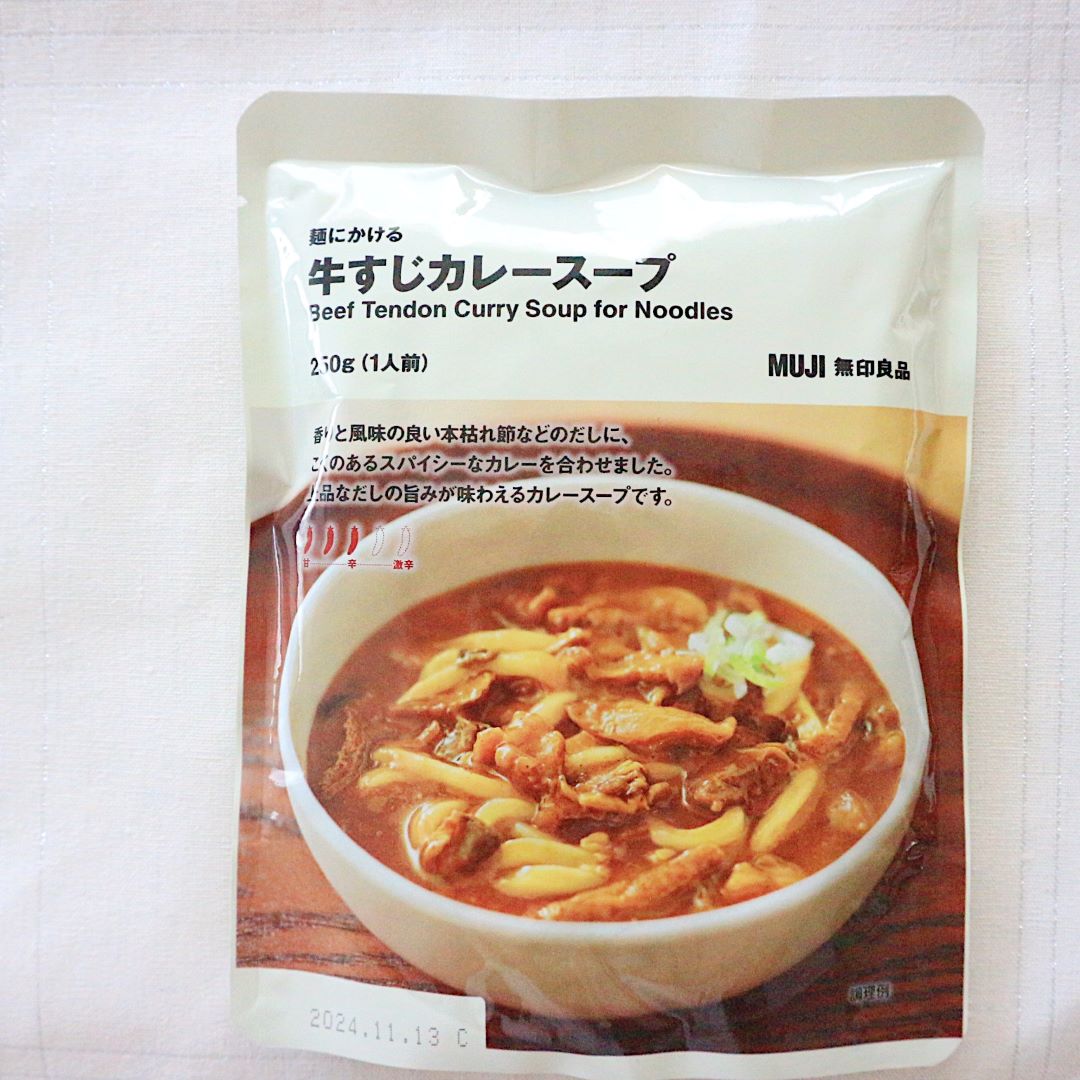 麺にかける
牛すじカレースープ
Beef Tendon Curry Soup for Noodles
250g（1人前）
MUJI 無印良品
香りと風味の良い本枯れ節などのだしに、
こくのあるスパイシーなカレーを合わせました。
上品なだしの旨みが味わえるカレースープです。
甘 辛 激辛
調理例
2024.11.13 C